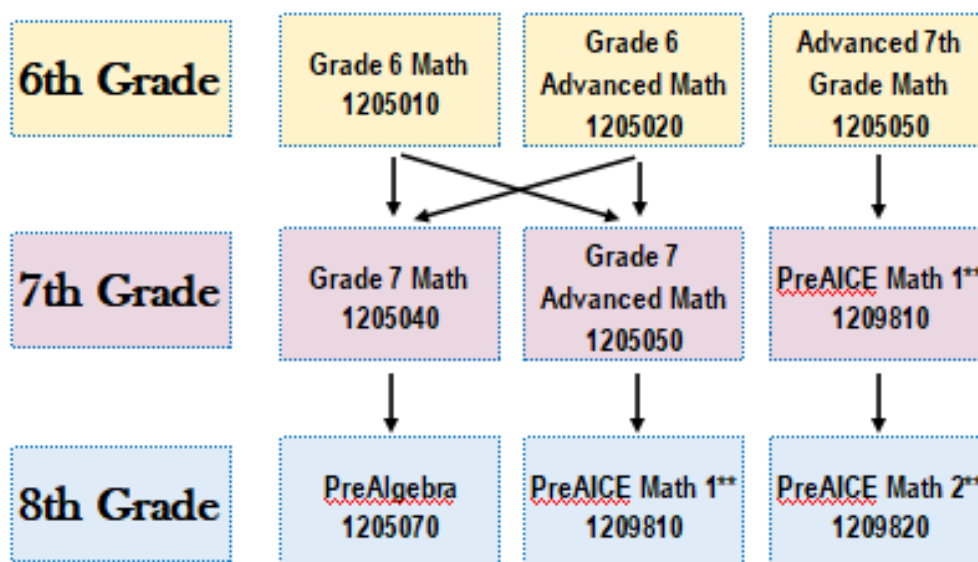 6th Grade
Grade 6 Math
1205010
Grade 6
Advanced Math
1205020
Advanced 7th
Grade Math
1205050
7th Grade
Grade 7 Math
1205040
Grade 7
Advanced Math
1205050
PreAICE Math 1**
1209810
8th Grade
PreAlgebra
1205070
PreAICE Math 1**
1209810
PreAICE Math 2**
1209820